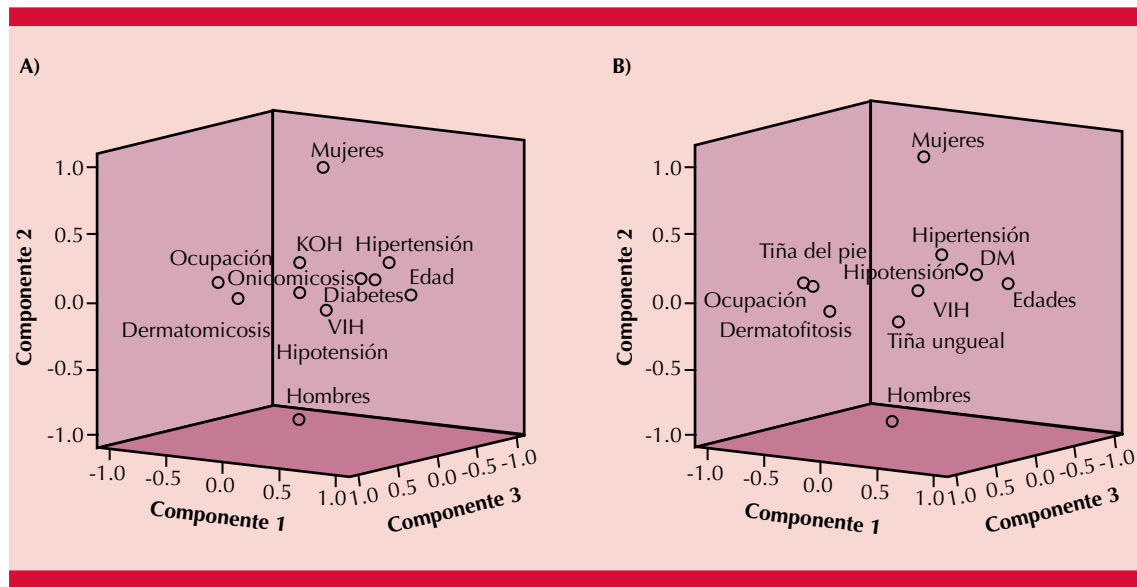 A)
Mujeres
KOH
Hipertensión
Ocupación
Onicomicosis
Edad
Diabetes
VIH
Dermatomicosis
Hipotensión
Hombres
1.0
0.5
0.0
-0.5
-1.0
Componente 2
-1.0
-0.5
0.0
0.5
1.0
Componente 1
1.0
0.5
0.0
-0.5
-1.0
Componente 3
B)
Mujeres
Hipertensión
Tiña del pie
DM
Hipotensión
Ocupación
VIH
Edades
Dermatofitosis
Tiña ungueal
Hombres
1.0
0.5
0.0
-0.5
-1.0
Componente 2
-1.0
-0.5
0.0
0.5
1.0
Componente 1
1.0
0.5
0.0
-0.5
-1.0
Componente 3